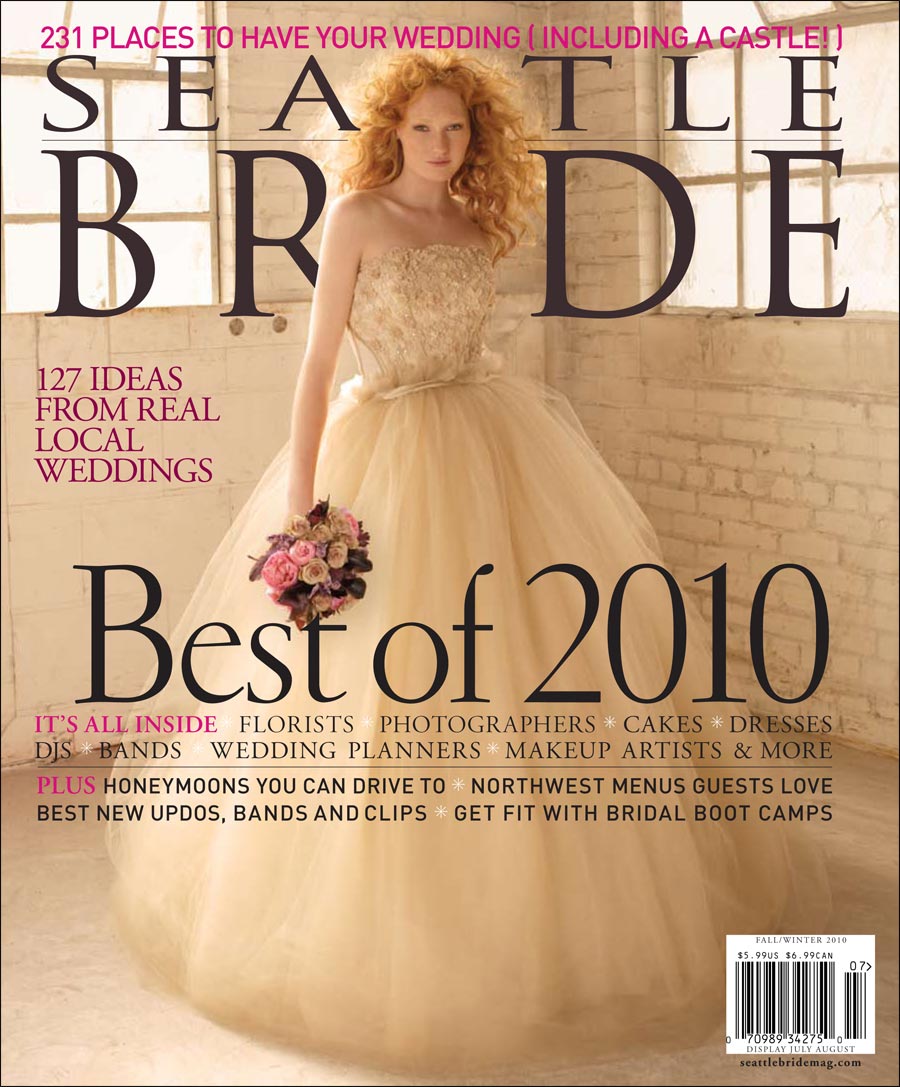 231 PLACES TO HAVE YOUR WEDDING ( INCLUDING A CASTLE! )
SEATTLE
BRIDE
127 IDEAS
FROM REAL
LOCAL
WEDDINGS
Best of 2010
IT'S ALL INSIDE * FLORISTS * PHOTOGRAPHERS * CAKES * DRESSES
DJS * BANDS * WEDDING PLANNERS * MAKEUP ARTISTS & MORE
PLUS HONEYMOONS YOU CAN DRIVE TO * NORTHWEST MENUS GUESTS LOVE
BEST NEW UPDOS, BANDS AND CLIPS * GET FIT WITH BRIDAL BOOT CAMPS
FALL/WINTER 2010
$5.99US $6.99CAN
07>
0 70989 34275 0
DISPLAY JULY AUGUST
seattlebridemag.com